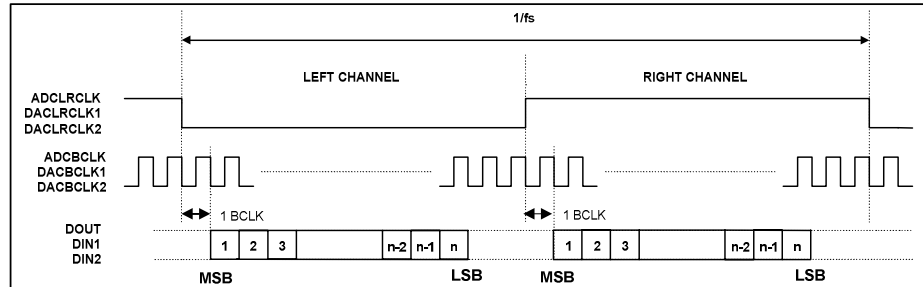 1/fs
LEFT CHANNEL
RIGHT CHANNEL
ADCLRCLK
DACLRCLK1
DACLRCLK2
ADCBCLK
DACBCLK1
DACBCLK2
1 BCLK
1 BCLK
DOUT
DIN1
DIN2
1 2 3 n-2 n-1 n
1 2 3 n-2 n-1 n
MSB
LSB
MSB
LSB